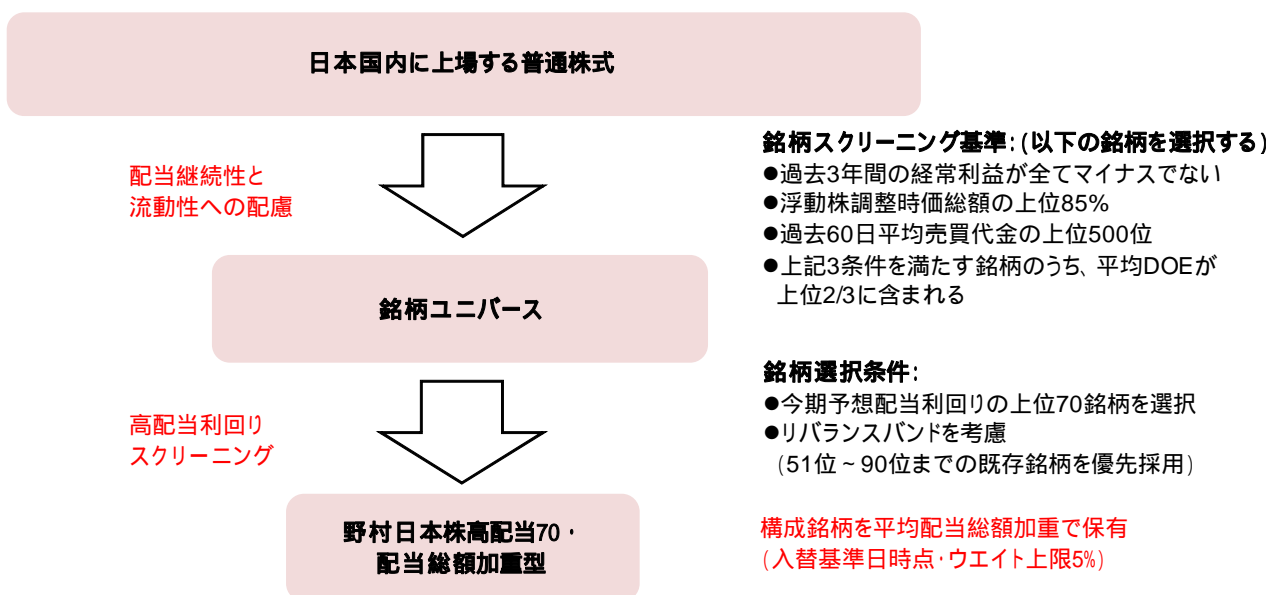 日本国内に上場する普通株式
配当継続性と
流動性への配慮
銘柄スクリーニング基準:(以下の銘柄を選択する)
●過去3年間の経常利益が全てマイナスでない
●浮動株調整時価総額の上位85%
●過去60日平均売買代金の上位500位
●上記3条件を満たす銘柄のうち、平均DOEが
上位2/3に含まれる
銘柄ユニバース
高配当利回り
スクリーニング
銘柄選択条件:
●今期予想配当利回りの上位70銘柄を選択
●リバランスバンドを考慮
(51位~90位までの既存銘柄を優先採用)
野村日本株高配当70・
配当総額加重型
構成銘柄を平均配当総額加重で保有
(入替基準日時点・ウエイト上限5%)